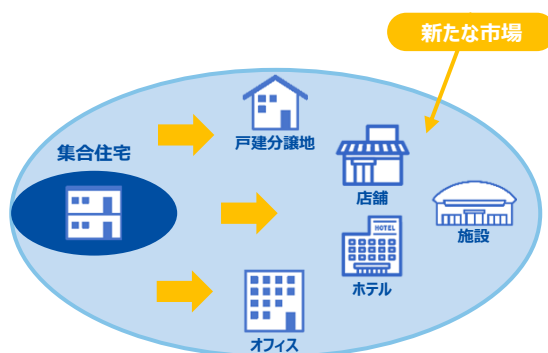 新たな市場
戸建分譲地
集合住宅
店舗
施設
HOTEL
ホテル
オフィス